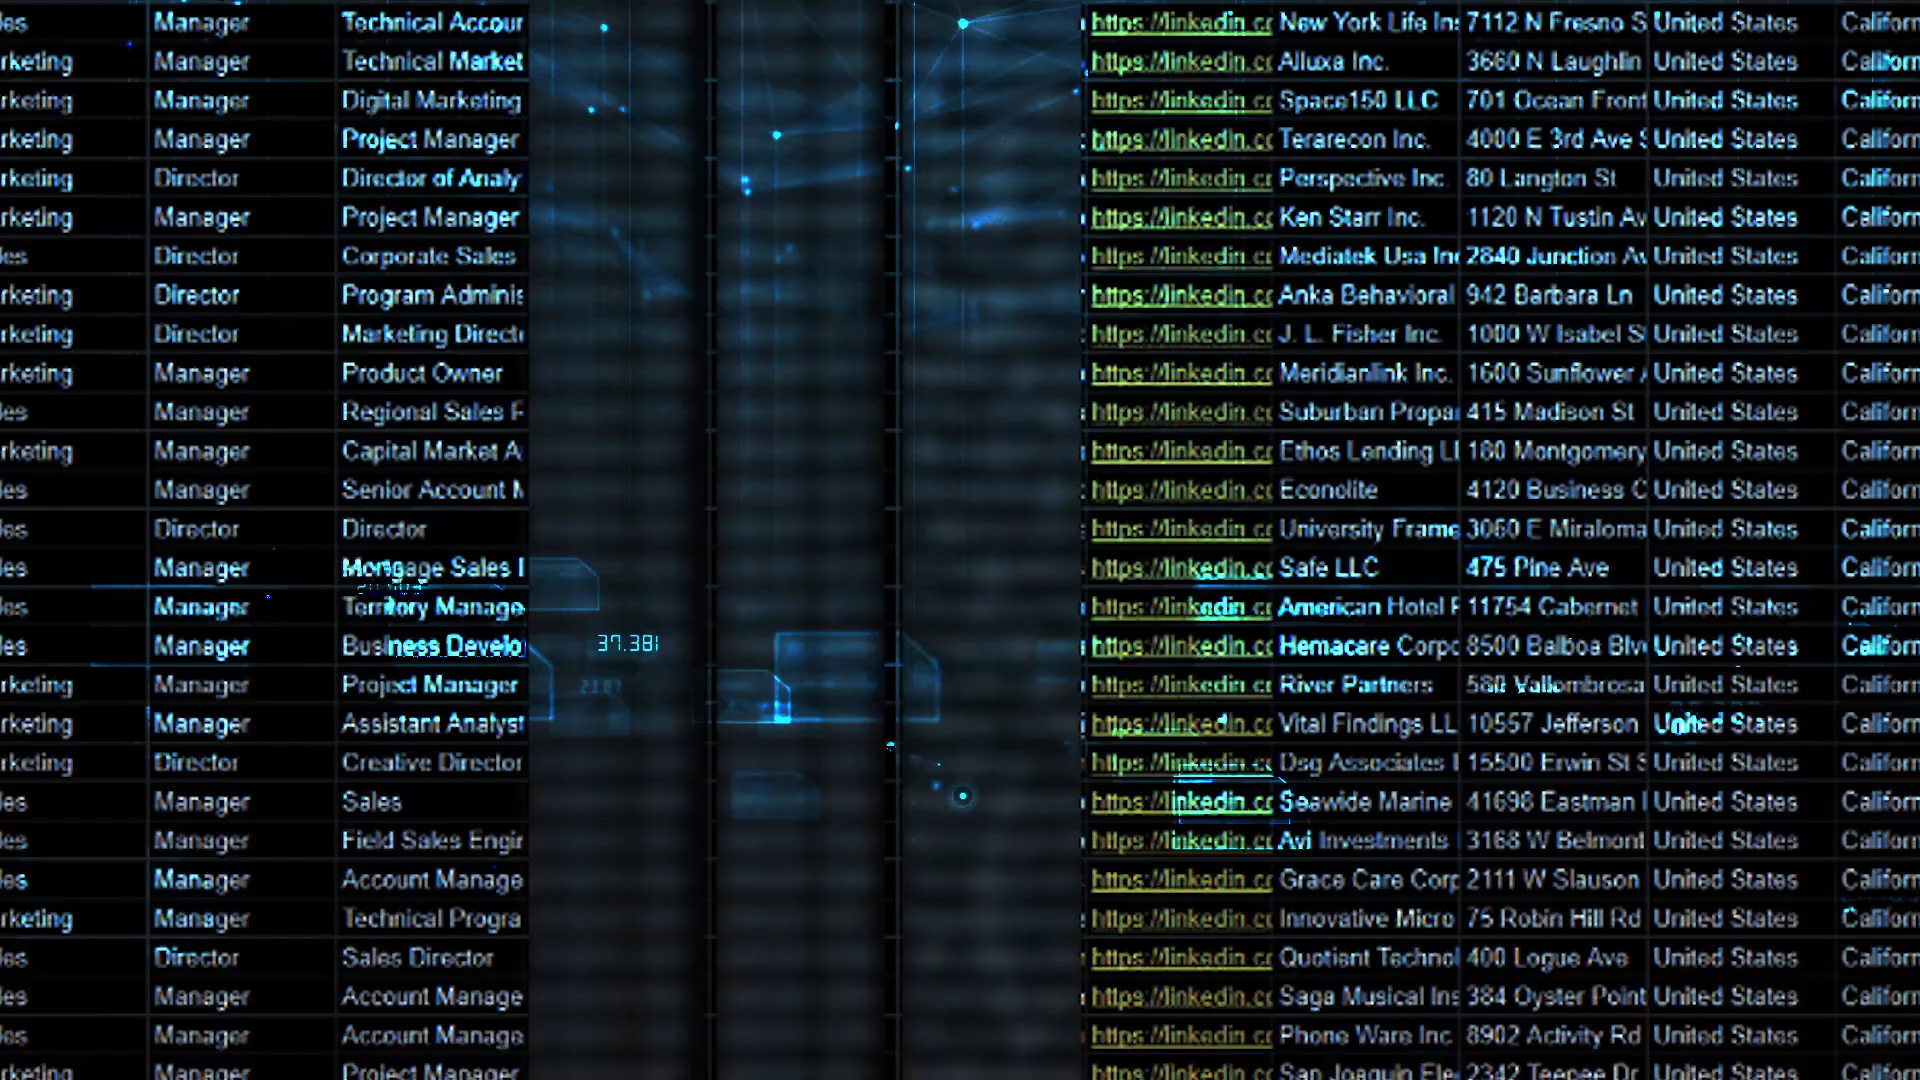 les Manager Technical Accour https://linkedin.cc New York Life Ins 7112 N Fresno S United States Californ
rketing Manager Technical Market https://linkedin.cc Alluxa Inc. 3660 N Laughlin United States Californ
rketing Manager Digital Marketing https://linkedin.cc Space150 LLC 701 Ocean Front United States Californ
rketing Manager Project Manager https://linkedin.cc Terarecon Inc. 4000 E 3rd Ave S United States Californ
rketing Director Director of Analy https://linkedin.cc Perspective Inc. 80 Langton St United States Californ
rketing Manager Project Manager https://linkedin.cc Ken Starr Inc. 1120 N Tustin Av United States Californ
les Director Corporate Sales https://linkedin.cc Mediatek Usa Inc 2840 Junction Av United States Californ
rketing Director Program Adminis https://linkedin.cc Anka Behavioral 942 Barbara Ln United States Californ
rketing Director Marketing Directo https://linkedin.cc J. L. Fisher Inc. 1000 W Isabel S United States Californ
rketing Manager Product Owner https://linkedin.cc Meridianlink Inc. 1600 Sunflower A United States Californ
les Manager Regional Sales https://linkedin.cc Suburban Propa 415 Madison St United States Californ
rketing Manager Capital Market A https://linkedin.cc Ethos Lending Ll 180 Montgomery United States Californ
les Manager Senior Account M https://linkedin.cc Econolite 4120 Business C United States Californ
les Director Director https://linkedin.cc University Frame 3060 E Miraloma United States Californ
les Manager Mortgage Sales https://linkedin.cc Safe LLC 475 Pine Ave United States Californ
les Manager Territory Manage https://linkedin.cc American Hotel 11754 Cabernet United States Californ
les Manager Business Develo 37.381 https://linkedin.cc Hemacare Corpo 8500 Balboa Blv United States Californ
rketing Manager Project Manager https://linkedin.cc River Partners 580 Vallombrosa United States Californ
rketing Manager Assistant Analyst https://linkedin.cc Vital Findings LL 10557 Jefferson United States Californ
rketing Director Creative Director https://linkedin.cc Dsg Associates 15500 Erwin St S United States Californ
les Manager Sales https://linkedin.cc Seawide Marine 41698 Eastman United States Californ
les Manager Field Sales Engir https://linkedin.cc Avi Investments 3168 W Belmont United States Californ
les Manager Account Manage https://linkedin.cc Grace Care Corp 2111 W Slauson United States Californ
rketing Manager Technical Progra https://linkedin.cc Innovative Micro 75 Robin Hill Rd United States Californ
les Director Sales Director https://linkedin.cc Quotient Technol 400 Logue Ave United States Californ
les Manager Account Manage https://linkedin.cc Saga Musical Ins 384 Oyster Point United States Californ
les Manager Account Manage https://linkedin.cc Phone Ware Inc 8902 Activity Rd United States Californ
rketing Manager Project Manager https://linkedin.cc San Joaquin Ele 2342 Teepee Dr United States Californ